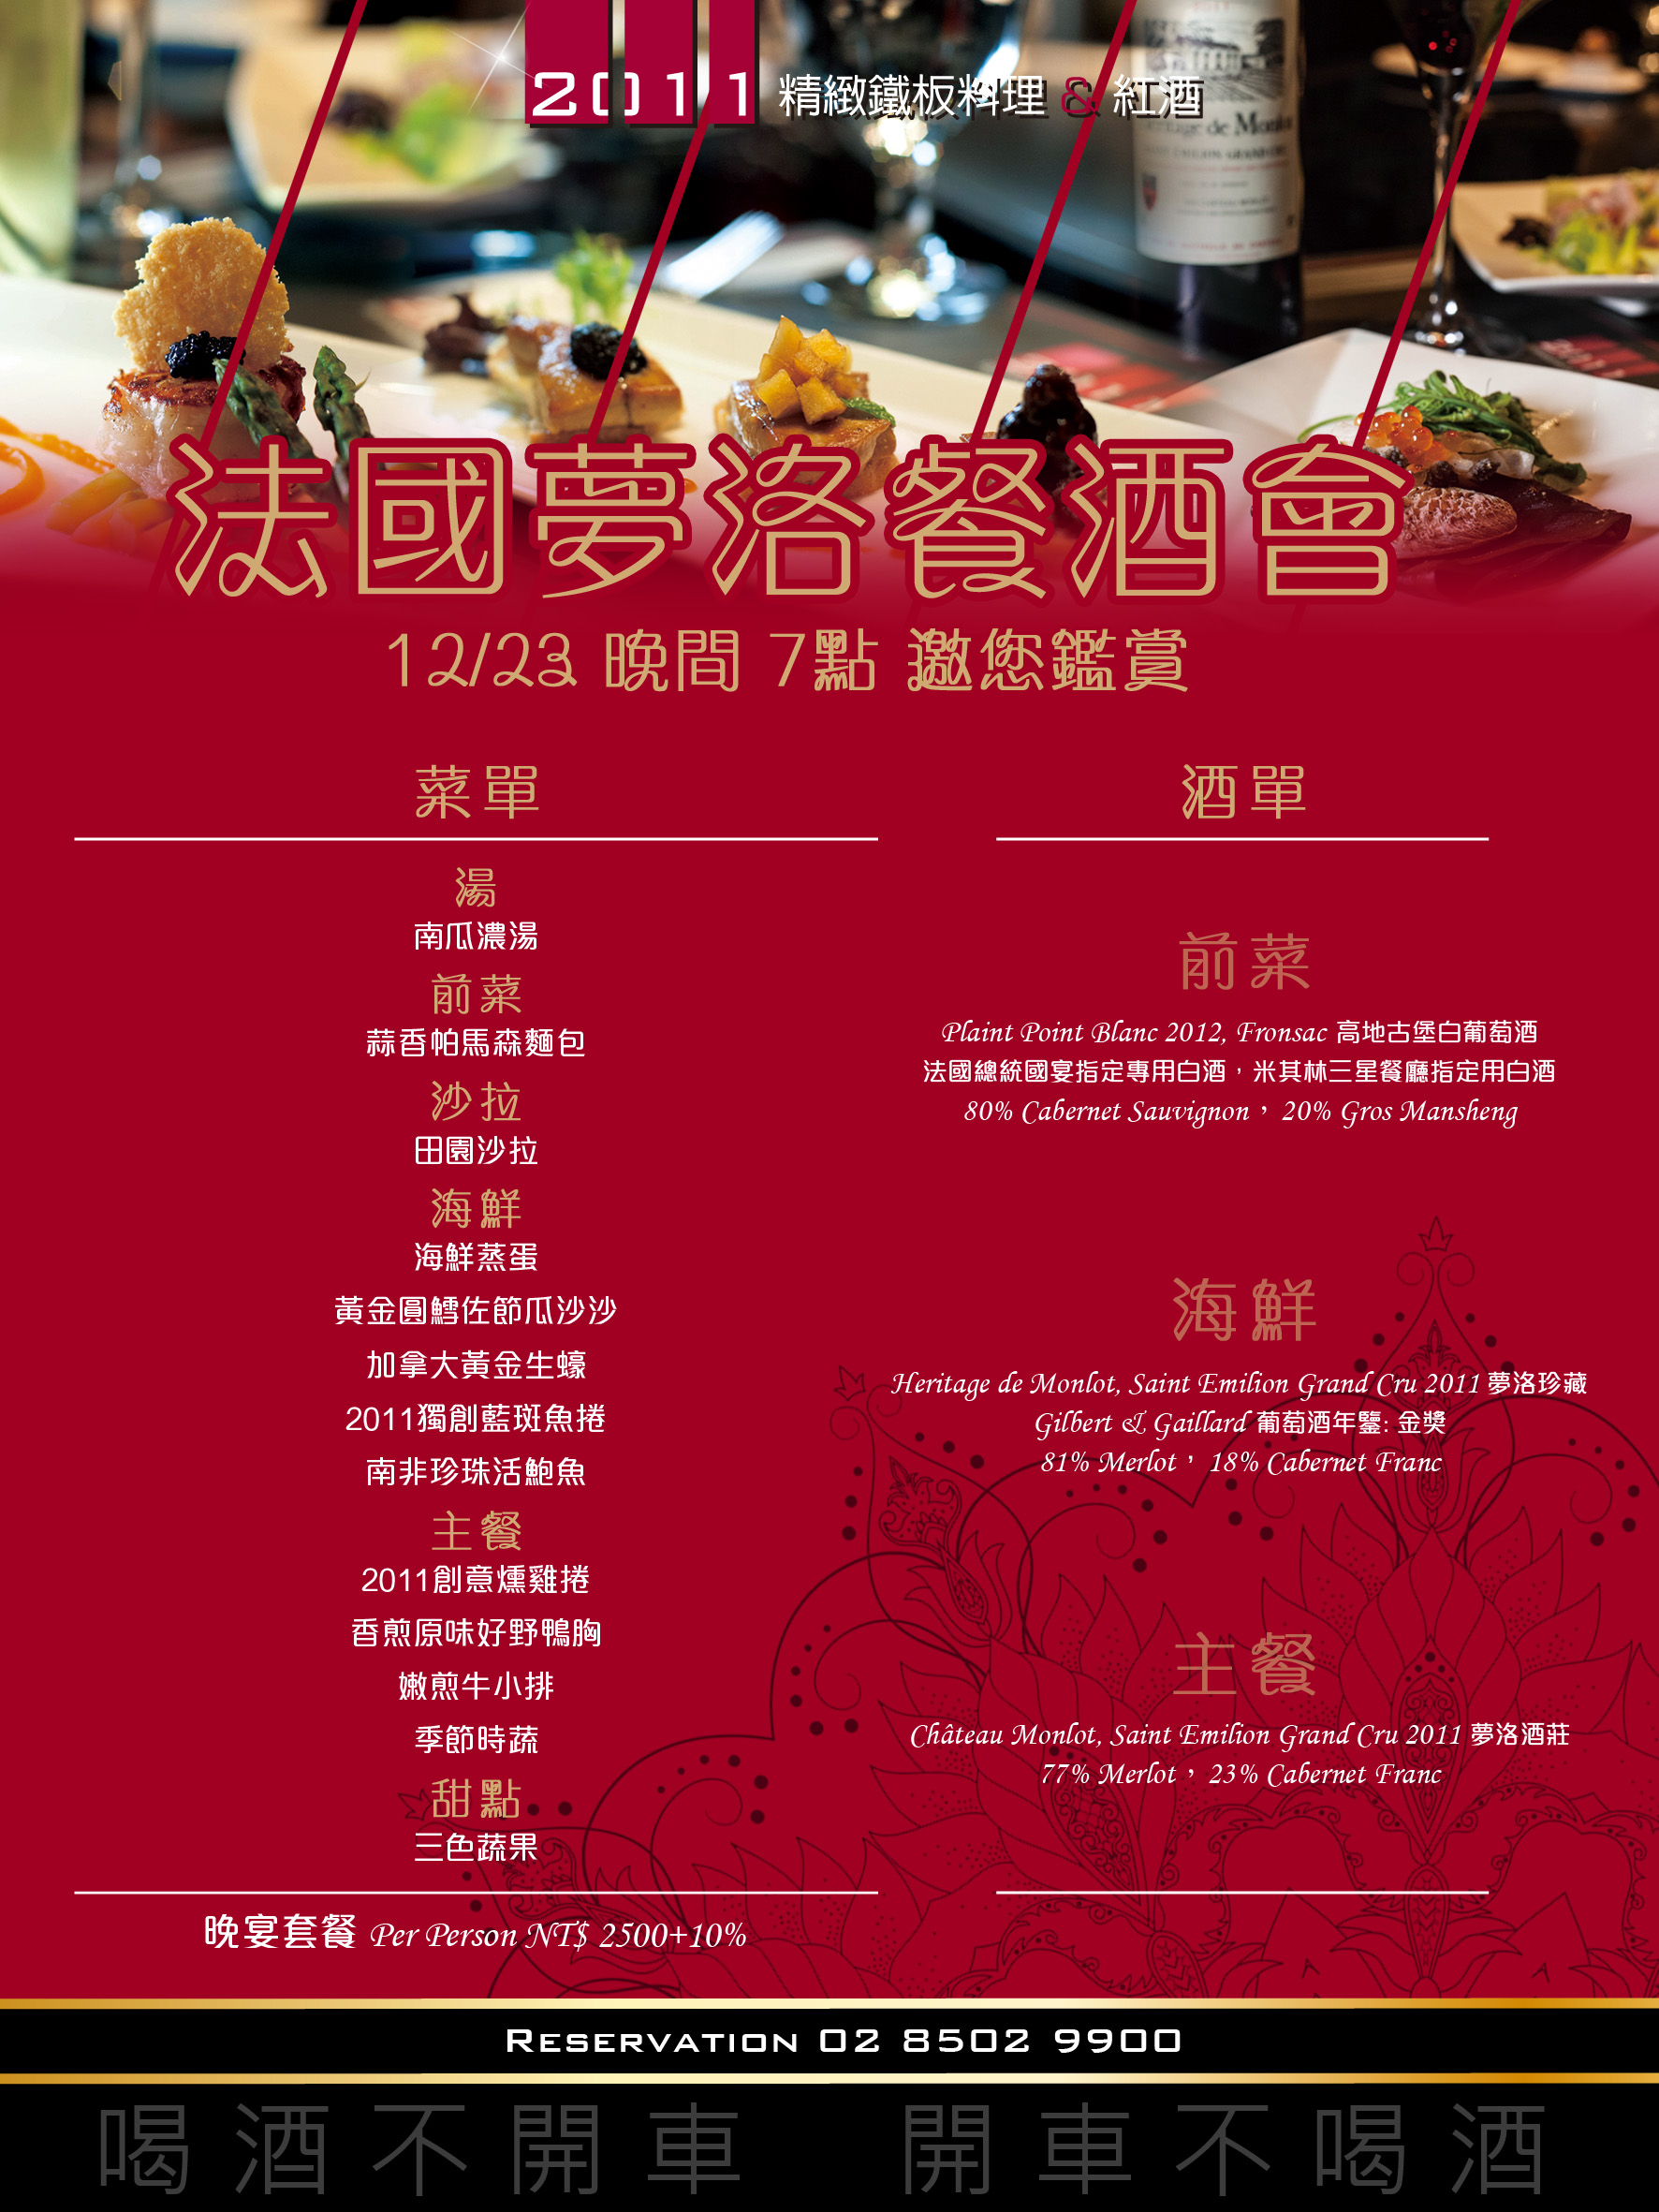 2011 精緻鐵板料理 & 紅酒
法國夢洛餐酒會
12/23 晚間 7點 邀您鑑賞
菜單
湯
南瓜濃湯
前菜
蒜香帕馬森麵包
沙拉
田園沙拉
海鮮
海鮮蒸蛋
黃金圓鱈佐節瓜沙沙
加拿大黃金生蠔
2011獨創藍斑魚捲
南非珍珠活鮑魚
主餐
2011創意燻雞捲
香煎原味好野鴨胸
嫩煎牛小排
季節時蔬
甜點
三色蔬果
晚宴套餐 Per Person NT$ 2500+10%
酒單
前菜
Plaint Point Blanc 2012, Fronsac 高地古堡白葡萄酒
法國總統國宴指定專用白酒，米其林三星餐廳指定用白酒
80% Cabernet Sauvignon， 20% Gros Mansheng
海鮮
Heritage de Monlot, Saint Emilion Grand Cru 2011 夢洛珍藏
Gilbert & Gaillard 葡萄酒年鑒: 金獎
81% Merlot， 18% Cabernet Franc
主餐
Château Monlot, Saint Emilion Grand Cru 2011 夢洛酒莊
77% Merlot， 23% Cabernet Franc
RESERVATION 02 8502 9900
喝酒不開車 開車不喝酒